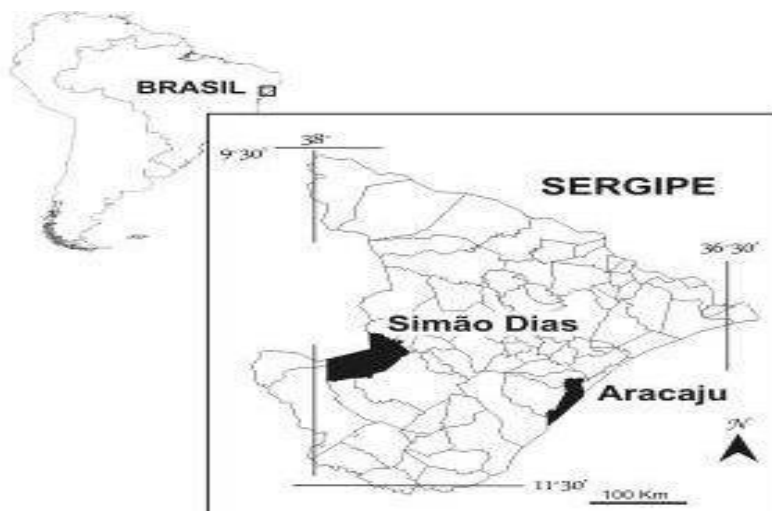 BRASIL
38°
9°30'
SERGIPE
36°30'
Simão Dias
Aracaju
N
11°30'
100 Km